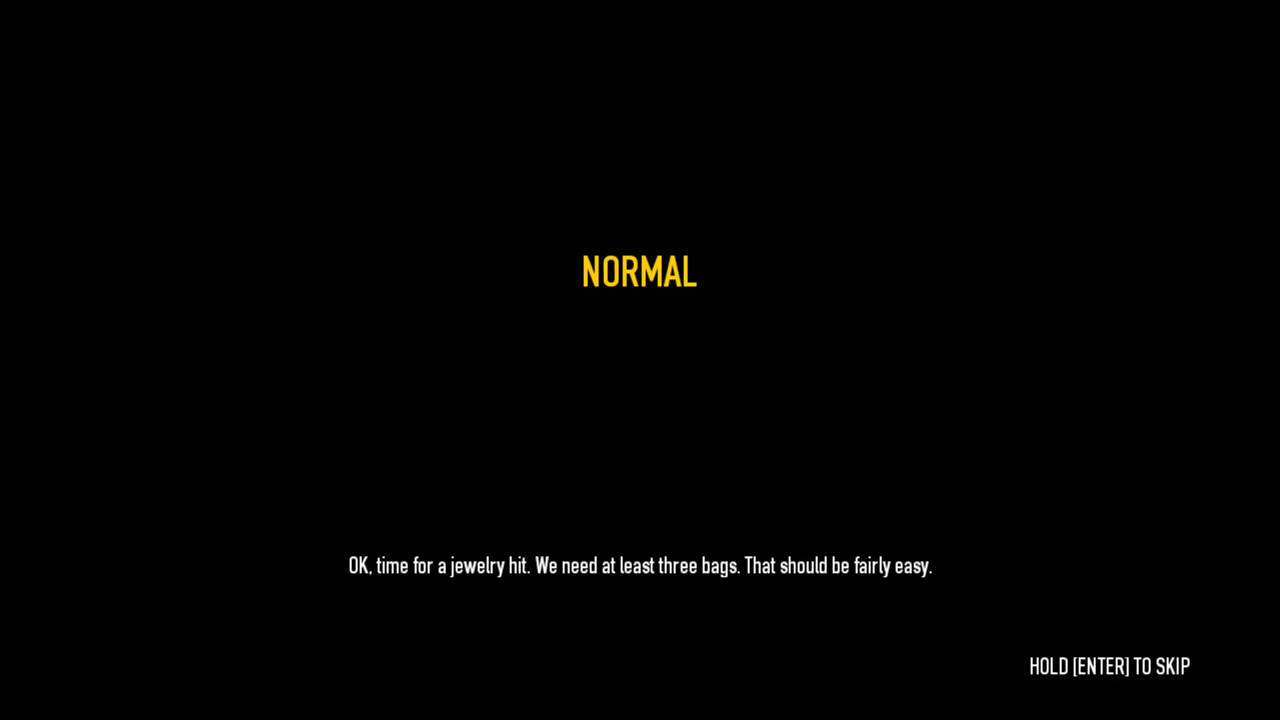 NORMAL
OK, time for a jewelry hit. We need at least three bags. That should be fairly easy.
HOLD [ENTER] TO SKIP